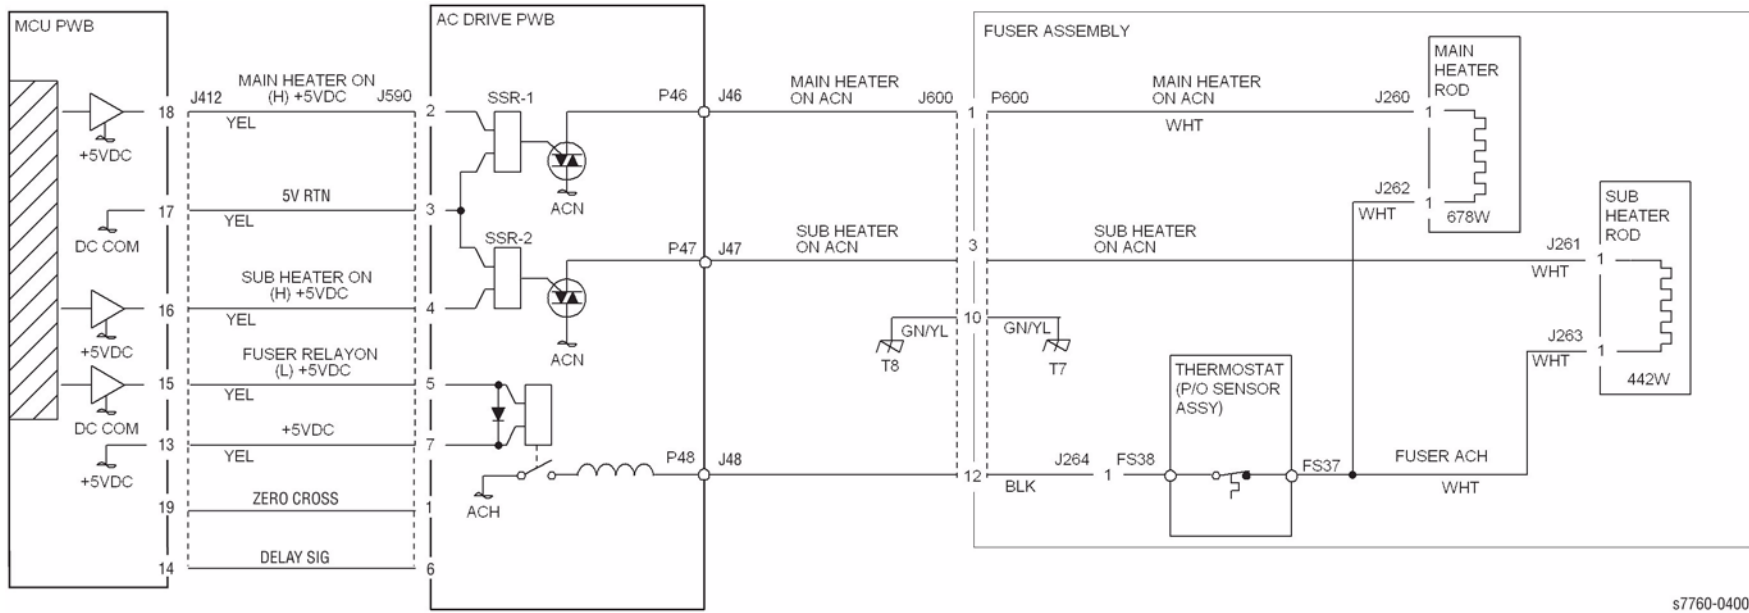 MCU PWB
AC DRIVE PWB
FUSER ASSEMBLY
MAIN HEATER ON
(H) +5VDC
J412
J590
18
YEL
2
+5VDC
SSR-1
P46
J46
MAIN HEATER
ON ACN
J600
1
P600
MAIN HEATER
ON ACN
WHT
J260
1
MAIN
HEATER
ROD
J262
1
WHT
678W
5V RTN
17
YEL
3
DC COM
ACN
SSR-2
P47
J47
SUB HEATER
ON ACN
3
SUB HEATER
ON ACN
J261
WHT
1
SUB
HEATER
ROD
SUB HEATER ON
(H) +5VDC
16
YEL
4
+5VDC
ACN
10
GN/YL
GN/YL
T8
T7
J263
WHT
1
442W
FUSER RELAYON
(L) +5VDC
15
YEL
5
DC COM
+5VDC
13
YEL
7
+5VDC
ACH
P48
J48
12
BLK
J264
1
FS38
THERMOSTAT
(P/O SENSOR
ASSY)
FS37
FUSER ACH
WHT
ZERO CROSS
19
1
DELAY SIG
14
6
s7760-0400